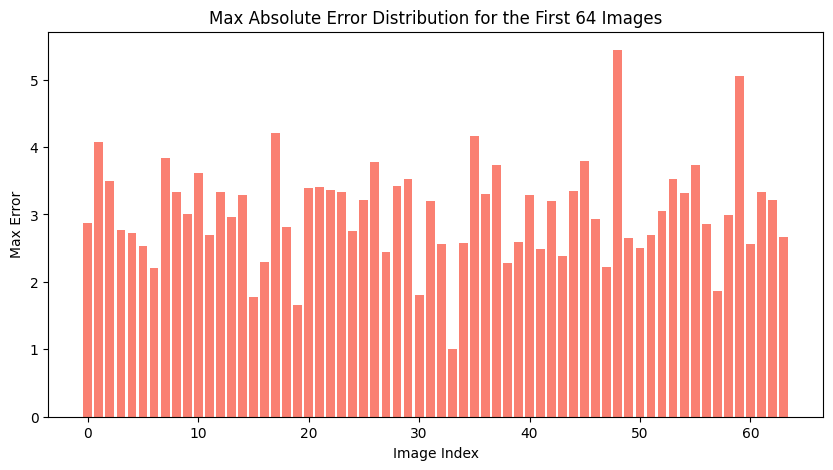 Max Absolute Error Distribution for the First 64 Images
Max Error
5
4
3
2
1
0
0 10 20 30 40 50 60
Image Index